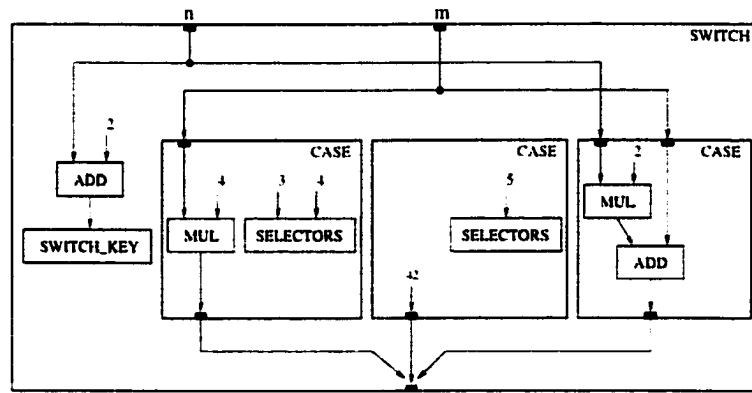 n m
SWITCH
2
ADD
SWITCH_KEY
CASE
4 3 4
MUL SELECTORS
CASE
5
SELECTORS
42
CASE
2
MUL
ADD